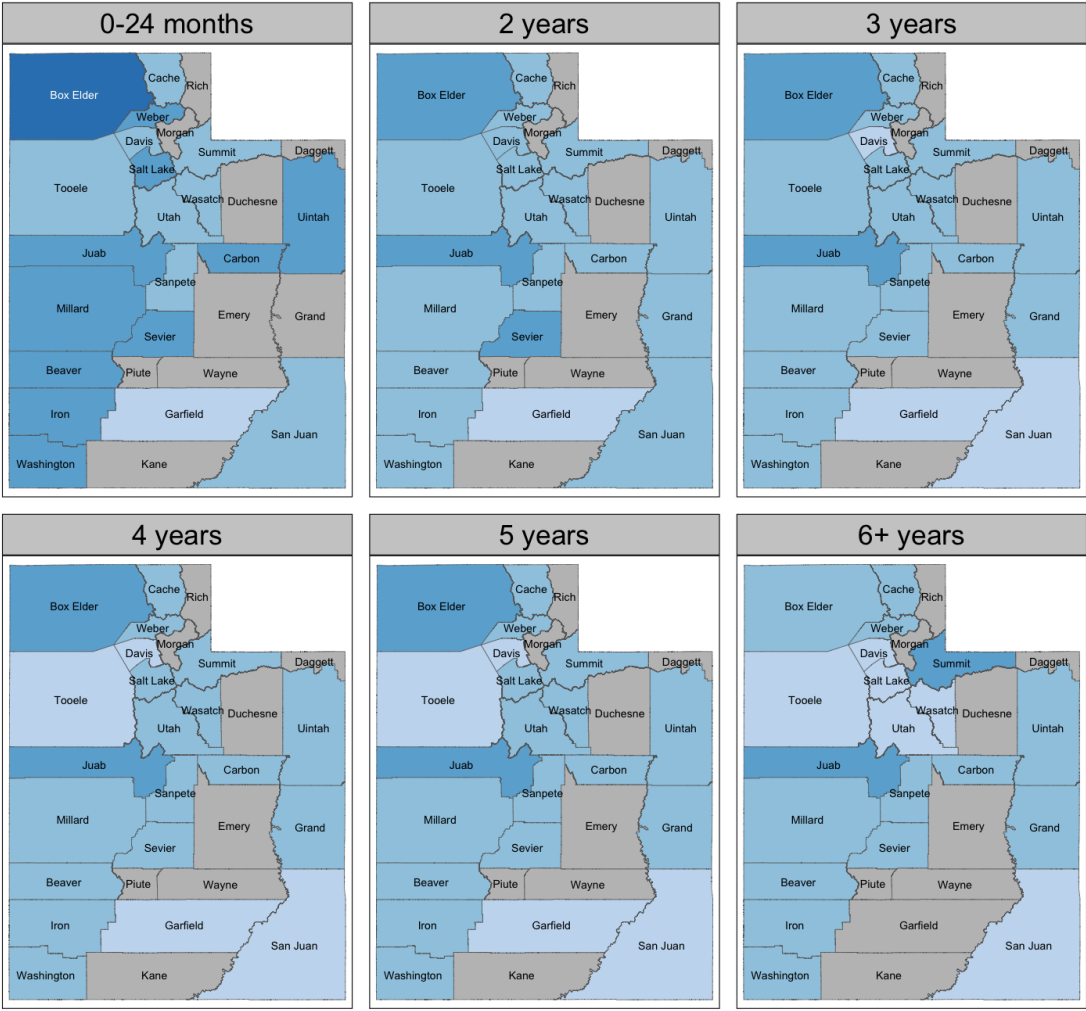 0-24 months
Box Elder
Cache
Rich
Weber
Morgan
Davis
Summit
Daggett
Salt Lake
Tooele
Wasatch
Duchesne
Utah
Uintah
Juab
Carbon
Sanpete
Millard
Emery
Grand
Sevier
Beaver
Piute
Wayne
Iron
Garfield
San Juan
Washington
Kane
2 years
Box Elder
Cache
Rich
Weber
Morgan
Davis
Summit
Daggett
Salt Lake
Tooele
Wasatch
Duchesne
Utah
Uintah
Juab
Carbon
Sanpete
Millard
Emery
Grand
Sevier
Beaver
Piute
Wayne
Iron
Garfield
San Juan
Washington
Kane
3 years
Box Elder
Cache
Rich
Weber
Morgan
Davis
Summit
Daggett
Salt Lake
Tooele
Wasatch
Duchesne
Utah
Uintah
Juab
Carbon
Sanpete
Millard
Emery
Grand
Sevier
Beaver
Piute
Wayne
Iron
Garfield
San Juan
Washington
Kane
4 years
Box Elder
Cache
Rich
Weber
Morgan
Davis
Summit
Daggett
Salt Lake
Tooele
Wasatch
Duchesne
Utah
Uintah
Juab
Carbon
Sanpete
Millard
Emery
Grand
Sevier
Beaver
Piute
Wayne
Iron
Garfield
San Juan
Washington
Kane
5 years
Box Elder
Cache
Rich
Weber
Morgan
Davis
Summit
Daggett
Salt Lake
Tooele
Wasatch
Duchesne
Utah
Uintah
Juab
Carbon
Sanpete
Millard
Emery
Grand
Sevier
Beaver
Piute
Wayne
Iron
Garfield
San Juan
Washington
Kane
6+ years
Box Elder
Cache
Rich
Weber
Morgan
Davis
Summit
Daggett
Salt Lake
Tooele
Wasatch
Duchesne
Utah
Uintah
Juab
Carbon
Sanpete
Millard
Emery
Grand
Sevier
Beaver
Piute
Wayne
Iron
Garfield
San Juan
Washington
Kane